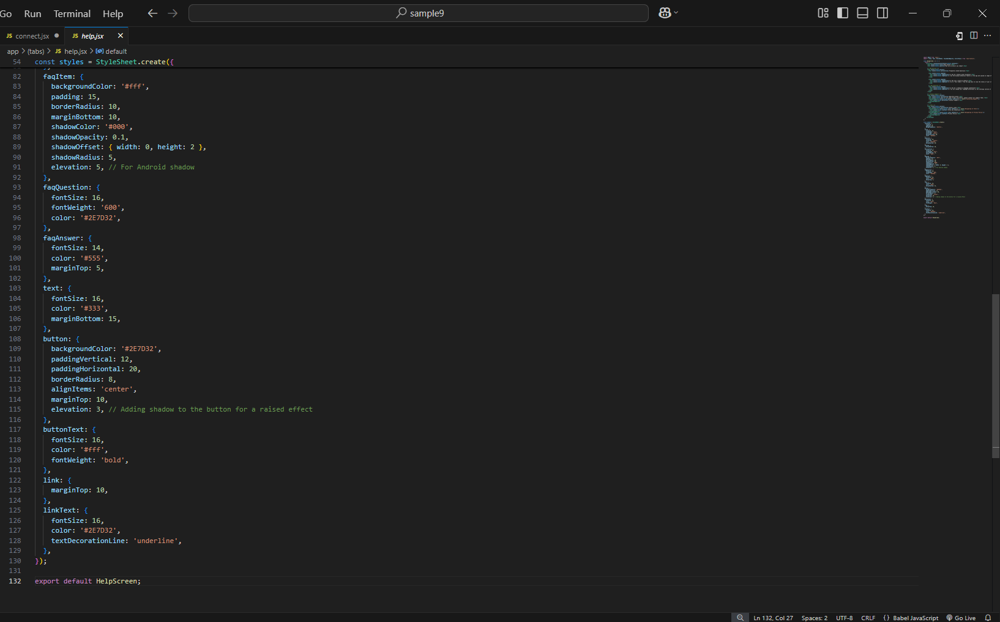 Go Run Terminal Help sample9
JS connect.jsx JS help.jsx
app > (tabs) > JS help.jsx > default
54 const styles = StyleSheet.create({
82 faqItem: {
83 backgroundColor: '#fff',
84 padding: 15,
85 borderRadius: 10,
86 marginBottom: 10,
87 shadowColor: '#000',
88 shadowOpacity: 0.1,
89 shadowOffset: { width: 0, height: 2 },
90 shadowRadius: 5,
91 elevation: 5, // For Android shadow
92 },
93 faqQuestion: {
94 fontSize: 16,
95 fontWeight: '600',
96 color: '#2E7D32',
97 },
98 faqAnswer: {
99 fontSize: 14,
100 color: '#555',
101 marginTop: 5,
102 },
103 text: {
104 fontSize: 16,
105 color: '#333',
106 marginBottom: 15,
107 },
108 button: {
109 backgroundColor: '#2E7D32',
110 paddingVertical: 12,
111 paddingHorizontal: 20,
112 borderRadius: 8,
113 alignItems: 'center',
114 marginTop: 10,
115 elevation: 3, // Adding shadow to the button for a raised effect
116 },
117 buttonText: {
118 fontSize: 16,
119 color: '#fff',
120 fontWeight: 'bold',
121 },
122 link: {
123 marginTop: 10,
124 },
125 linkText: {
126 fontSize: 16,
127 color: '#2E7D32',
128 textDecorationLine: 'underline',
129 },
130 });
131
132 export default HelpScreen;
Ln 132, Col 27 Spaces: 2 UTF-8 CRLF {} Babel JavaScript Go Live